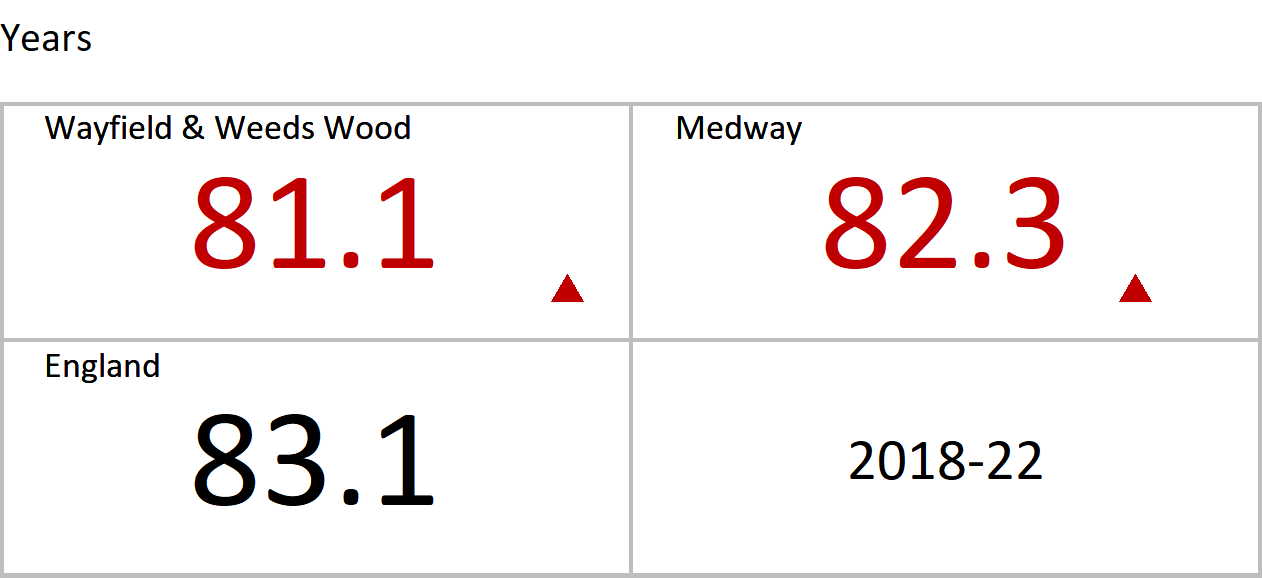 Years
Wayfield & Weeds Wood
81.1
Medway
82.3
England
83.1
2018-22